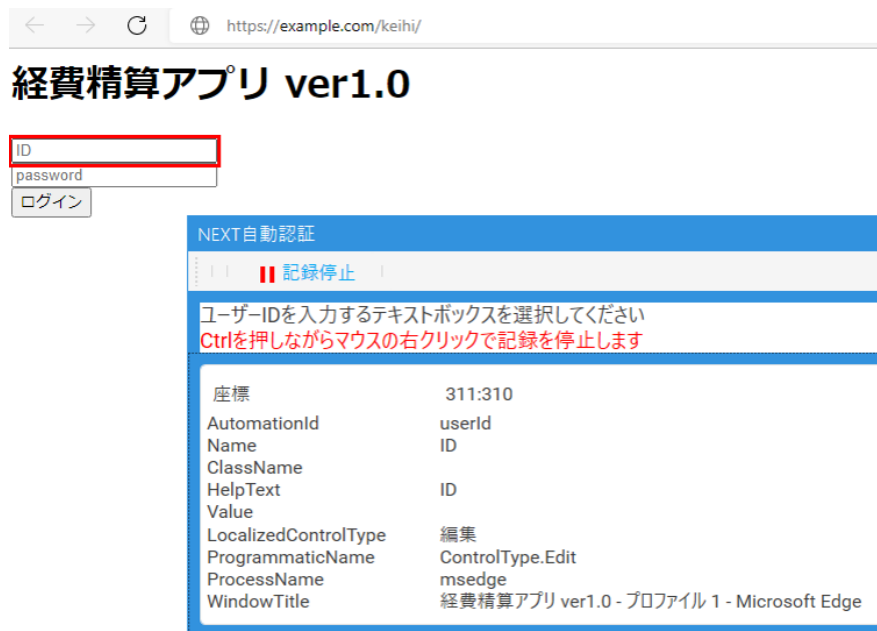 https://example.com/keihi/
経費精算アプリ ver1.0
ID
password
ログイン
NEXT自動認証
記録停止
ユーザーIDを入力するテキストボックスを選択してください
Ctrlを押しながらマウスの右クリックで記録を停止します
座標 311:310
AutomationId userId
Name ID
ClassName
HelpText ID
Value
LocalizedControlType 編集
ProgrammaticName ControlType.Edit
ProcessName msedge
WindowTitle 経費精算アプリ ver1.0 - プロファイル 1 - Microsoft Edge